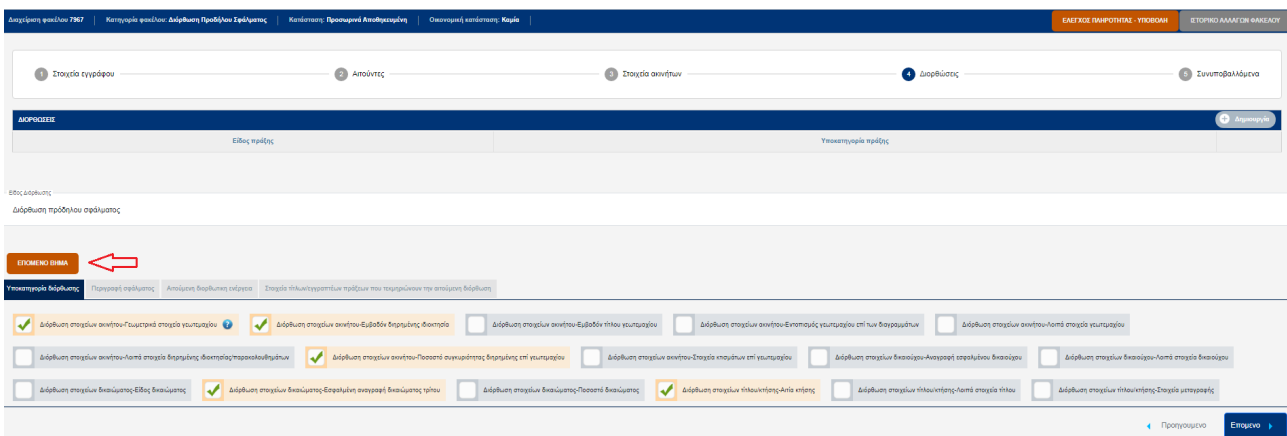 Διαχείριση φακέλου 7967 | Κατηγορία φακέλου: Διόρθωση Προδήλου Σφάλματος | Κατάσταση: Προσωρινά Αποθηκευμένη | Οικονομική κατάσταση: Καμία | ΕΛΕΓΧΟΣ ΠΛΗΡΟΤΗΤΑΣ - ΥΠΟΒΟΛΗ ΙΣΤΟΡΙΚΟ ΑΛΛΑΓΩΝ ΦΑΚΕΛΟΥ
1 Στοιχεία εγγράφου 2 Αιτούντες 3 Στοιχεία ακινήτων 4 Διορθώσεις 5 Συνυποβαλλόμενα
ΔΙΟΡΘΩΣΕΙΣ + Δημιουργία
Είδος πράξης Υποκατηγορία πράξης
Είδος Διόρθωσης
Διόρθωση πρόδηλου σφάλματος
ΕΠΟΜΕΝΟ ΒΗΜΑ
Υποκατηγορία διόρθωσης Περιγραφή σφάλματος Αιτούμενη διορθωτική ενέργεια Στοιχεία τίτλων/εγγραπτέων πράξεων που τεκμηριώνουν την αιτούμενη διόρθωση
Διόρθωση στοιχείων ακινήτου-Γεωμετρικά στοιχεία γεωτεμαχίου ? Διόρθωση στοιχείων ακινήτου-Εμβαδόν διηρημένης ιδιοκτησία Διόρθωση στοιχείων ακινήτου-Εμβαδόν τίτλου γεωτεμαχίου Διόρθωση στοιχείων ακινήτου-Εντοπισμός γεωτεμαχίου επί των διαγραμμάτων Διόρθωση στοιχείων ακινήτου-Λοιπά στοιχεία γεωτεμαχίου
Διόρθωση στοιχείων ακινήτου-Λοιπά στοιχεία διηρημένης ιδιοκτησίας/παρακολουθημάτων Διόρθωση στοιχείων ακινήτου-Ποσοστό συγκυριότητας διηρημένης επί γεωτεμαχίου Διόρθωση στοιχείων ακινήτου-Στοιχεία κτισμάτων επί γεωτεμαχίου Διόρθωση στοιχείων δικαιούχου-Αναγραφή εσφαλμένου δικαιούχου Διόρθωση στοιχείων δικαιούχου-Λοιπά στοιχεία δικαιούχου
Διόρθωση στοιχείων δικαιώματος-Είδος δικαιώματος Διόρθωση στοιχείων δικαιώματος-Εσφαλμένη αναγραφή δικαιώματος τρίτου Διόρθωση στοιχείων δικαιώματος-Ποσοστό δικαιώματος Διόρθωση στοιχείων τίτλου/κτήσης-Αιτία κτήσης Διόρθωση στοιχείων τίτλου/κτήσης-Λοιπά στοιχεία τίτλου Διόρθωση στοιχείων τίτλου/κτήσης-Στοιχεία μεταγραφής
Προηγουμενο Επομενο